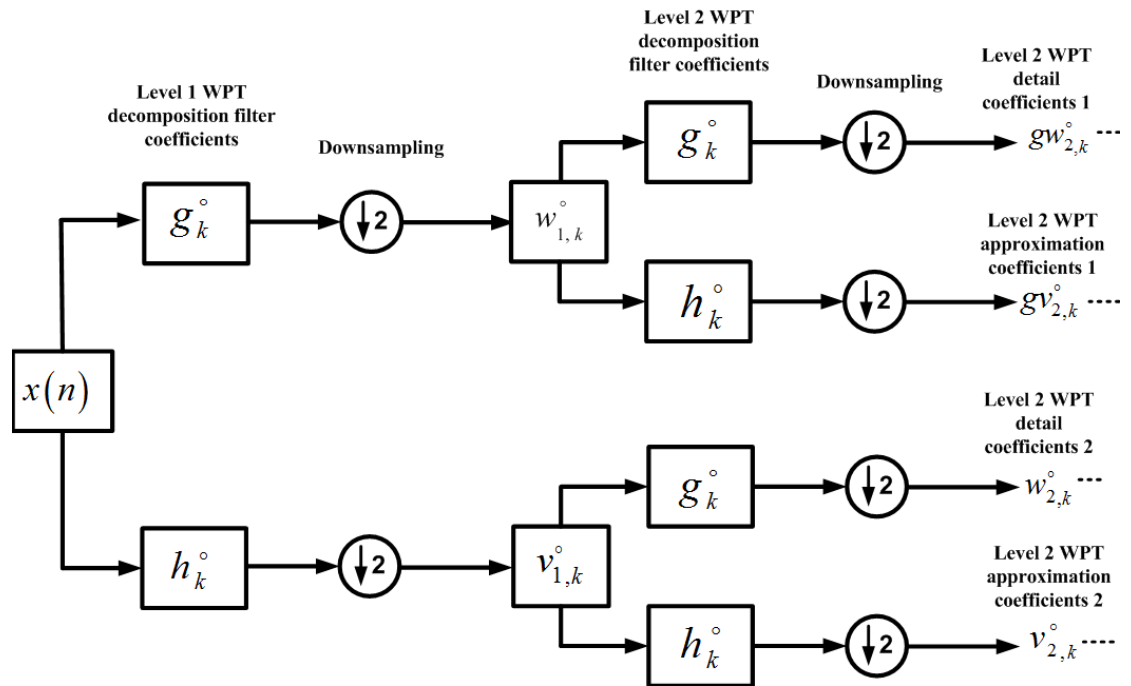 Level 2 WPT
decomposition
filter coefficients
Level 2 WPT
detail
coefficients 1
Level 1 WPT
decomposition filter
coefficients
Downsampling
Downsampling
g°k
↓2
gw°2,k ----
g°k
↓2
w°1,k
Level 2 WPT
approximation
coefficients 1
h°k
↓2
gv°2,k ----
x(n)
Level 2 WPT
detail
coefficients 2
g°k
↓2
w°2,k ---
h°k
↓2
v°1,k
Level 2 WPT
approximation
coefficients 2
h°k
↓2
v°2,k ----